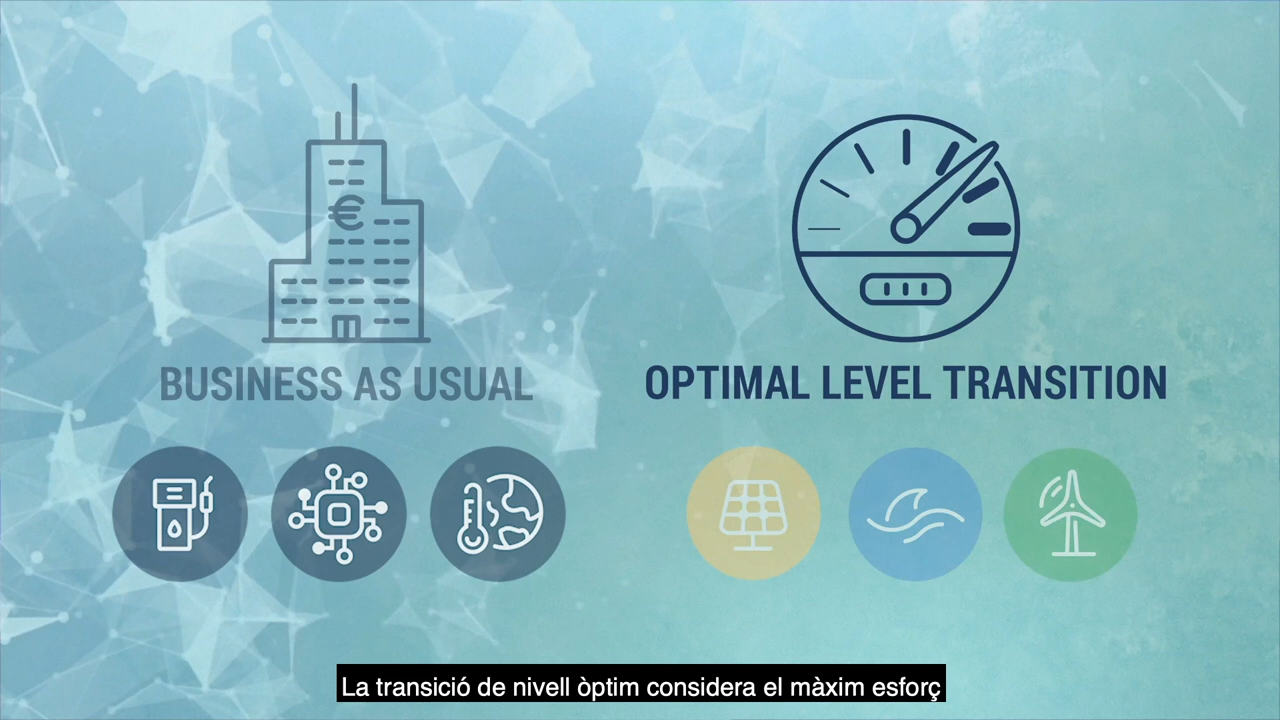 €
BUSINESS AS USUAL
OPTIMAL LEVEL TRANSITION
La transició de nivell òptim considera el màxim esforç